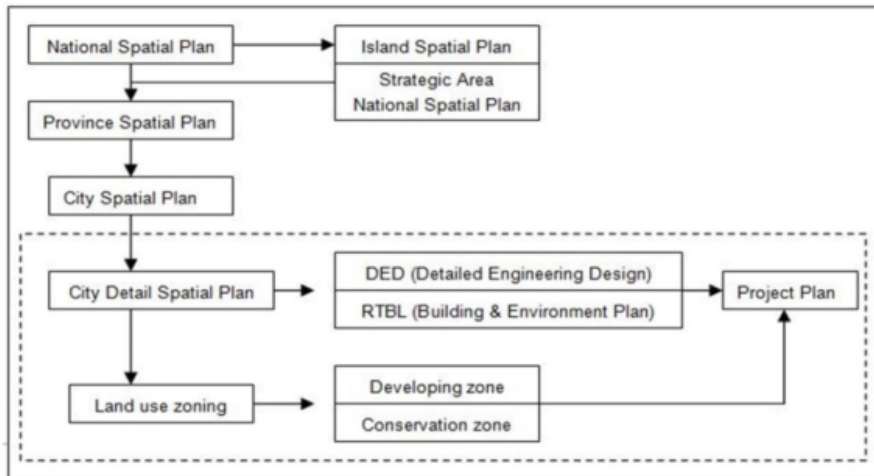 National Spatial Plan
Island Spatial Plan
Strategic Area
National Spatial Plan
Province Spatial Plan
City Spatial Plan
City Detail Spatial Plan
DED (Detailed Engineering Design)
RTBL (Building & Environment Plan)
Project Plan
Land use zoning
Developing zone
Conservation zone